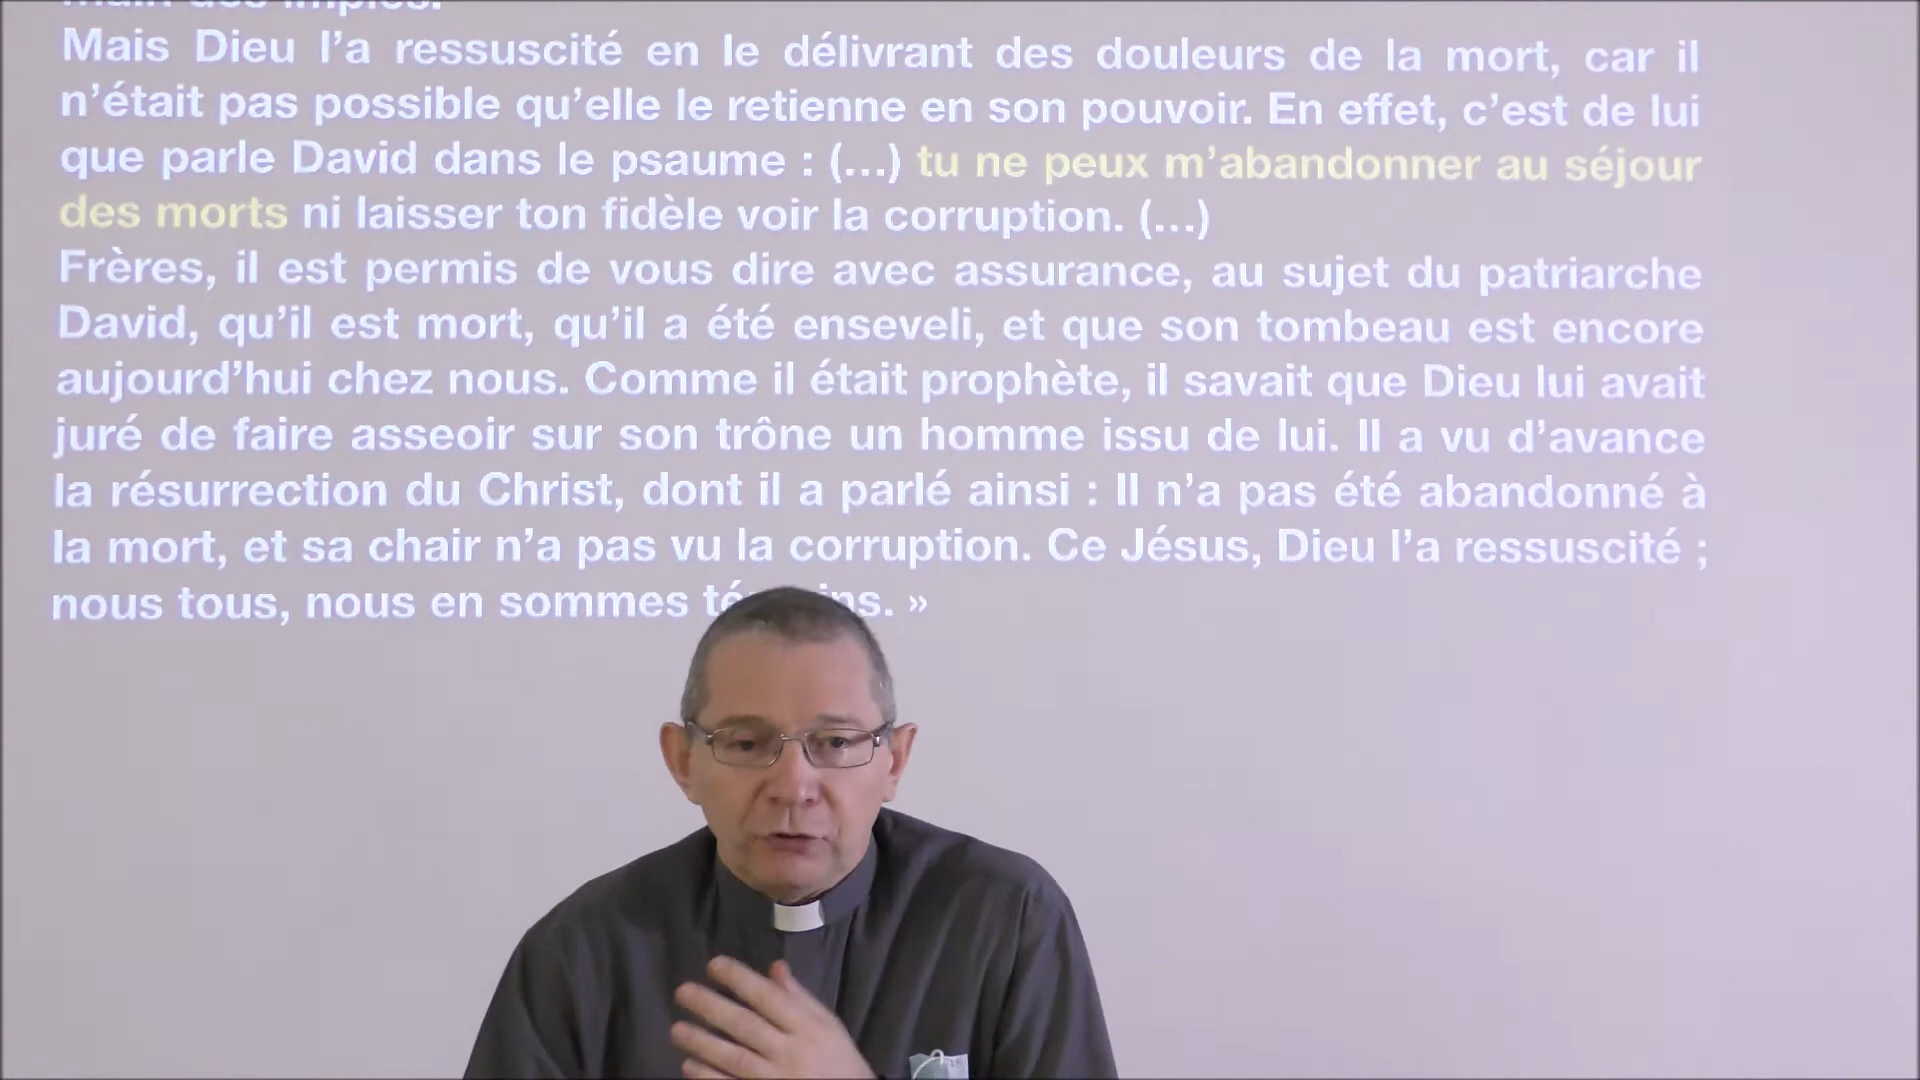 main des impies.
Mais Dieu l’a ressuscité en le délivrant des douleurs de la mort, car il
n’était pas possible qu’elle le retienne en son pouvoir. En effet, c’est de lui
que parle David dans le psaume : (...) tu ne peux m’abandonner au séjour
des morts ni laisser ton fidèle voir la corruption. (...)
Frères, il est permis de vous dire avec assurance, au sujet du patriarche
David, qu’il est mort, qu’il a été enseveli, et que son tombeau est encore
aujourd’hui chez nous. Comme il était prophète, il savait que Dieu lui avait
juré de faire asseoir sur son trône un homme issu de lui. Il a vu d’avance
la résurrection du Christ, dont il a parlé ainsi : Il n’a pas été abandonné à
la mort, et sa chair n’a pas vu la corruption. Ce Jésus, Dieu l’a ressuscité ;
nous tous, nous en sommes témoins. »